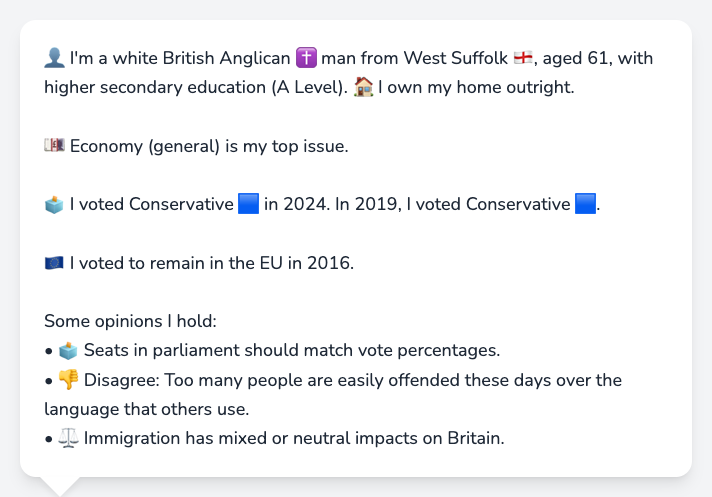 👤 I'm a white British Anglican ✝️ man from West Suffolk 🏴󠁧󠁢󠁥󠁮󠁧󠁿, aged 61, with
higher secondary education (A Level). 🏠 I own my home outright.
💷 Economy (general) is my top issue.
🗳️ I voted Conservative 🟦 in 2024. In 2019, I voted Conservative 🟦.
🇪🇺 I voted to remain in the EU in 2016.
Some opinions I hold:
• 🗳️ Seats in parliament should match vote percentages.
• 👎 Disagree: Too many people are easily offended these days over the
language that others use.
• ⚖️ Immigration has mixed or neutral impacts on Britain.